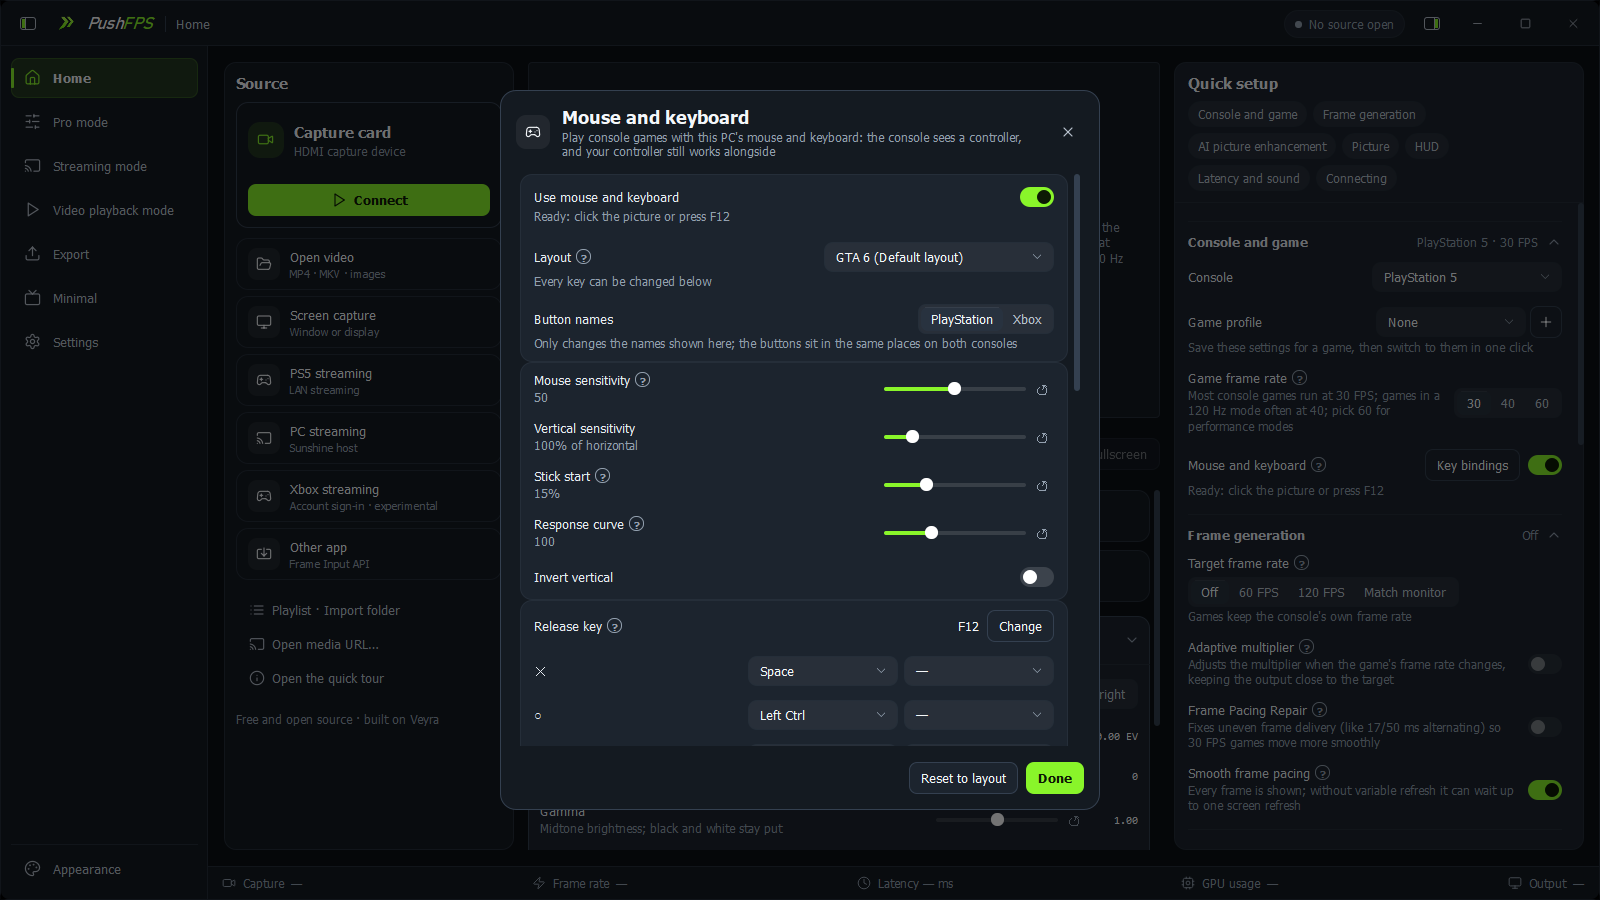 PushFPS
Home
No source open
Home
Pro mode
Streaming mode
Video playback mode
Export
Minimal
Settings
Appearance
Source
Capture card
HDMI capture device
Connect
Open video
MP4 · MKV · images
Screen capture
Window or display
PS5 streaming
LAN streaming
PC streaming
Sunshine host
Xbox streaming
Account sign-in · experimental
Other app
Frame Input API
Playlist · Import folder
Open media URL...
Open the quick tour
Free and open source · built on Veyra
Mouse and keyboard
Play console games with this PC's mouse and keyboard: the console sees a controller,
and your controller still works alongside
Use mouse and keyboard
Ready: click the picture or press F12
Layout ?
GTA 6 (Default layout)
Every key can be changed below
Button names
PlayStation Xbox
Only changes the names shown here; the buttons sit in the same places on both consoles
Mouse sensitivity ?
50
Vertical sensitivity
100% of horizontal
Stick start ?
15%
Response curve ?
100
Invert vertical
Release key ?
F12 Change
Space —
Left Ctrl —
Reset to layout
Done
the
at
0 Hz
ullscreen
right
0.00 EV
0
Gamma
Midtone brightness; black and white stay put
1.00
Quick setup
Console and game Frame generation
AI picture enhancement Picture HUD
Latency and sound Connecting
Console and game PlayStation 5 · 30 FPS
Console PlayStation 5
Game profile None +
Save these settings for a game, then switch to them in one click
Game frame rate ?
Most console games run at 30 FPS; games in a
120 Hz mode often at 40; pick 60 for
performance modes
30 40 60
Mouse and keyboard ? Key bindings
Ready: click the picture or press F12
Frame generation Off
Target frame rate ?
Off 60 FPS 120 FPS Match monitor
Games keep the console's own frame rate
Adaptive multiplier ?
Adjusts the multiplier when the game's frame rate changes,
keeping the output close to the target
Frame Pacing Repair ?
Fixes uneven frame delivery (like 17/50 ms alternating) so
30 FPS games move more smoothly
Smooth frame pacing ?
Every frame is shown; without variable refresh it can wait up
to one screen refresh
Capture —
Frame rate —
Latency — ms
GPU usage —
Output —